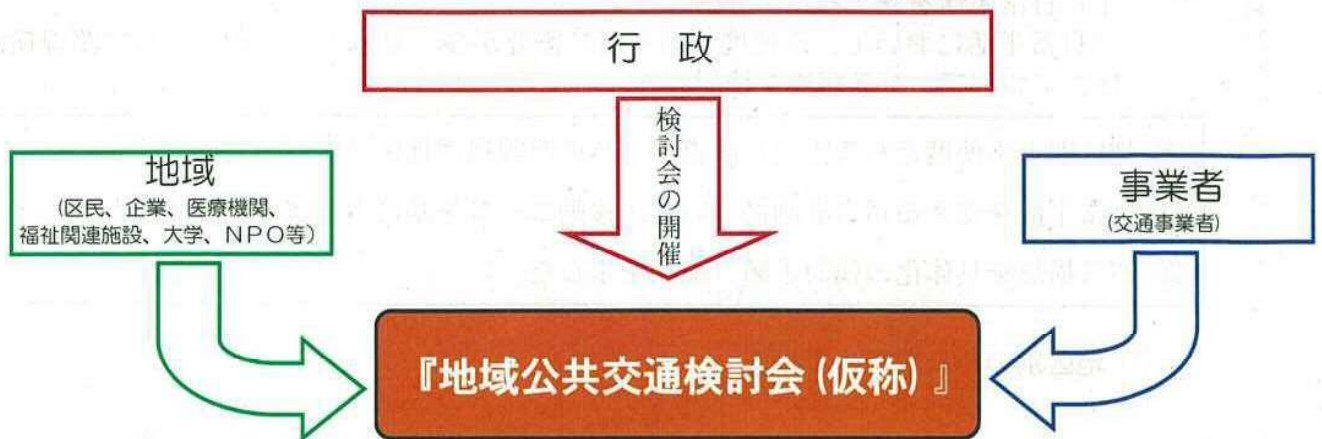 行 政
検討会の開催
地域
(区民、企業、医療機関、
福祉関連施設、大学、NPO等)
事業者
(交通事業者)
『地域公共交通検討会(仮称)』